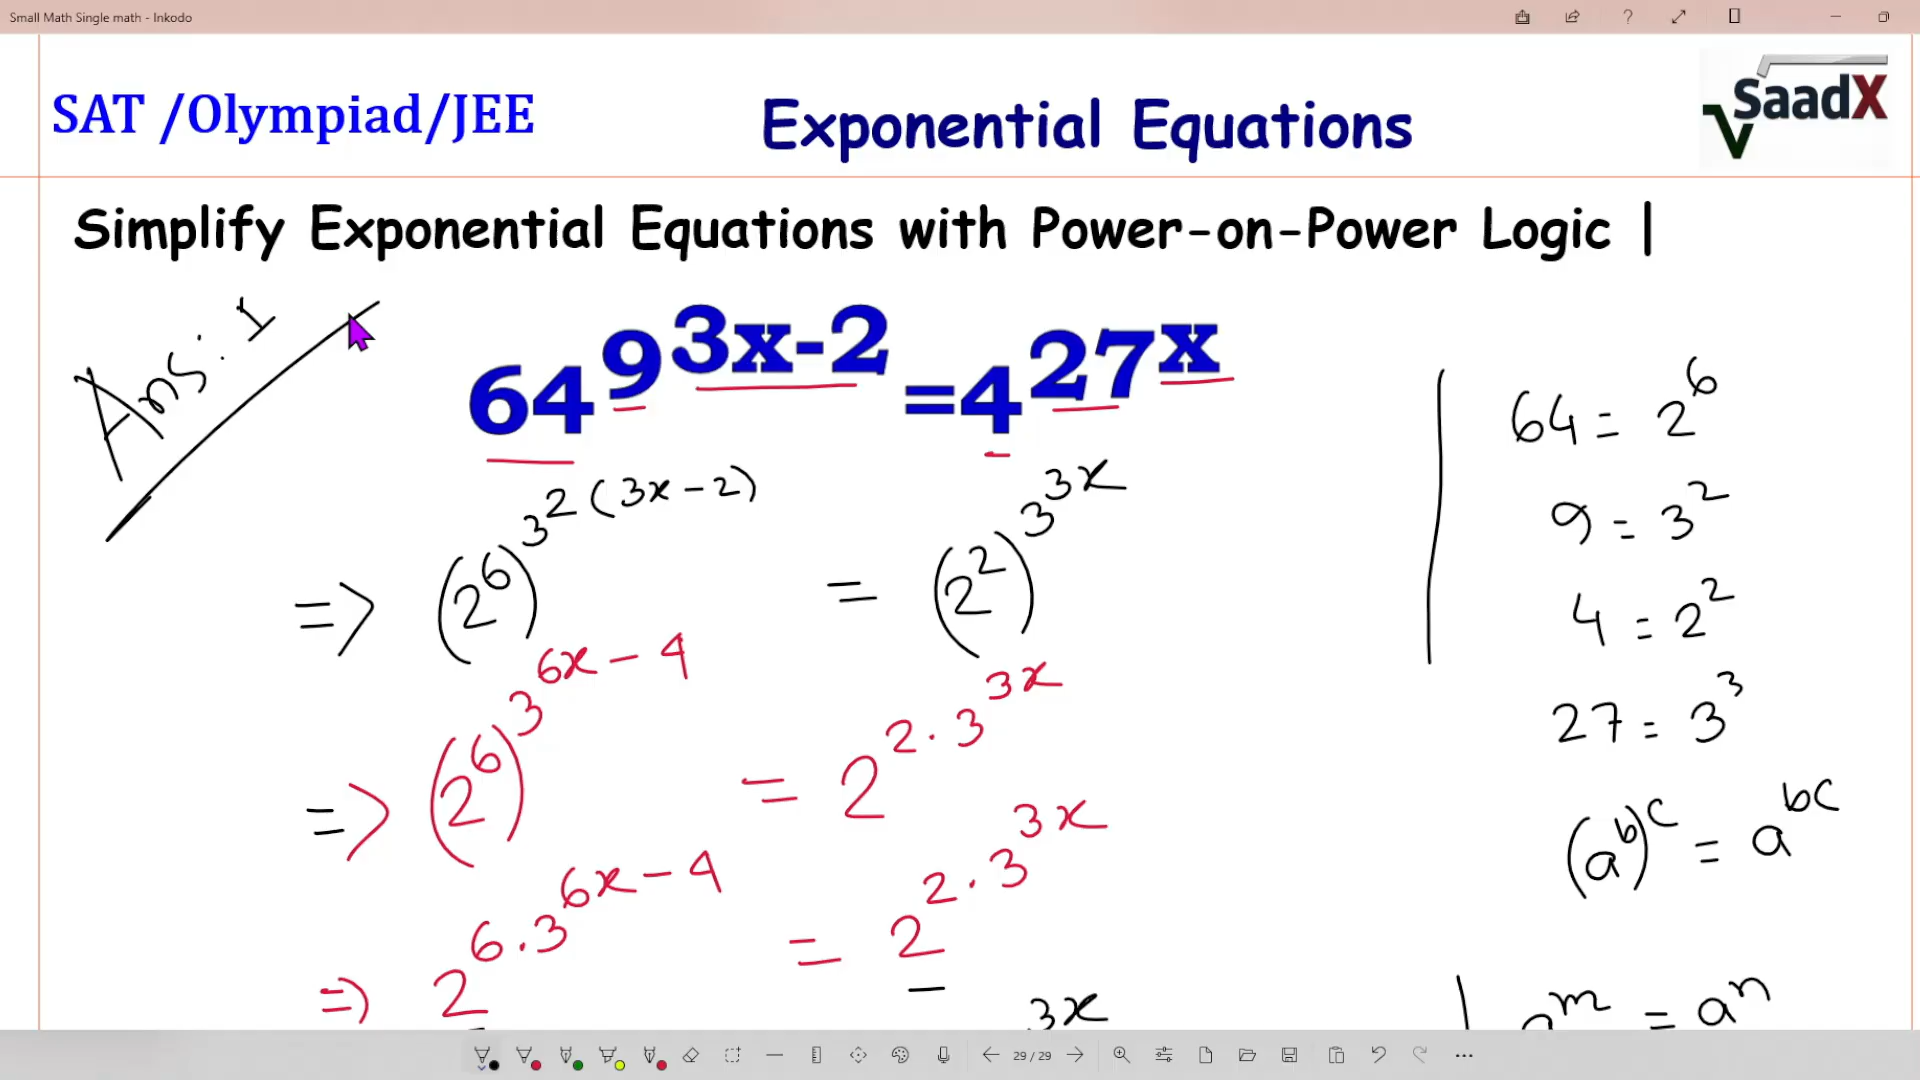 Small Math Single math - Inkodo
SAT /Olympiad/JEE
Exponential Equations
√SaadX
Simplify Exponential Equations with Power-on-Power Logic |
Ans: 1
64^9^(3x-2) = 4^27^x
=> (2^6)^3^2(3x-2) = (2^2)^3^3x
=> (2^6)^3^(6x-4) = 2^(2·3^3x)
=> 2^(6·3^(6x-4)) = 2^(2·3^3x)
3x
64 = 2^6
9 = 3^2
4 = 2^2
27 = 3^3
(a^b)^c = a^bc
a^m = a^n
29 / 29